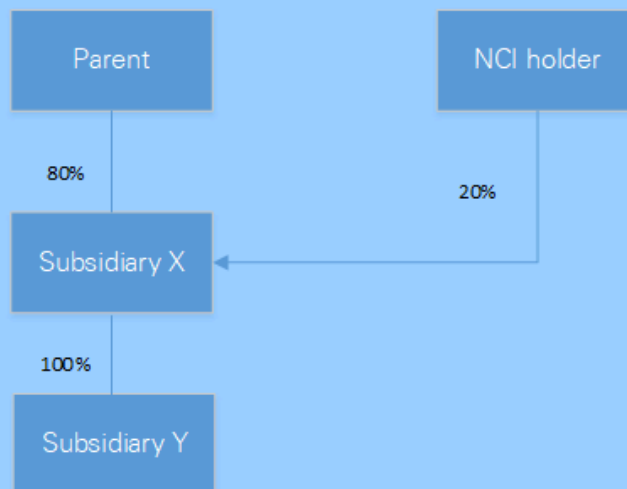 Parent
NCI holder
80%
20%
Subsidiary X
100%
Subsidiary Y